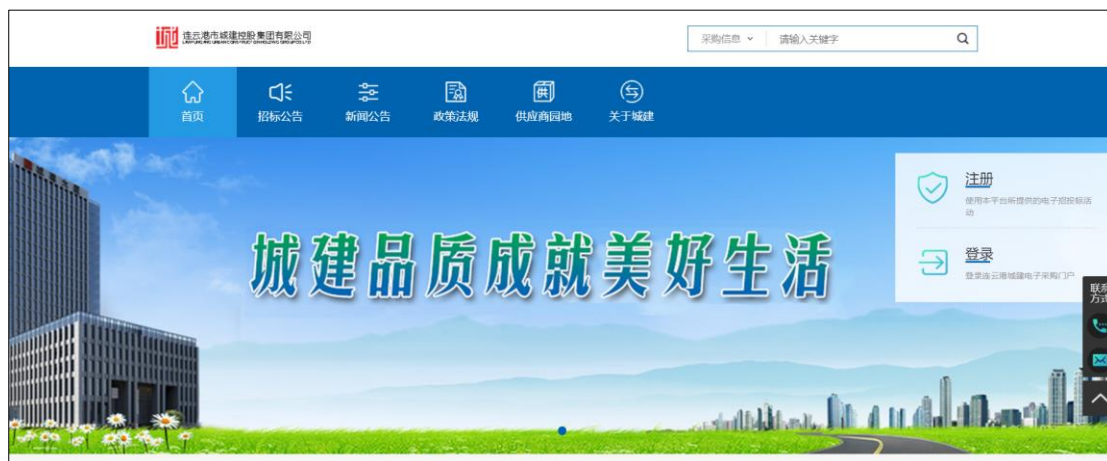 连云港市城建控股集团有限公司
采购信息
请输入关键字
首页
招标公告
新闻公告
政策法规
供应商园地
关于城建
城建品质成就美好生活
注册
使用本平台所提供的电子招投标活
动
登录
登录连云港城建电子采购门户
联系
方式